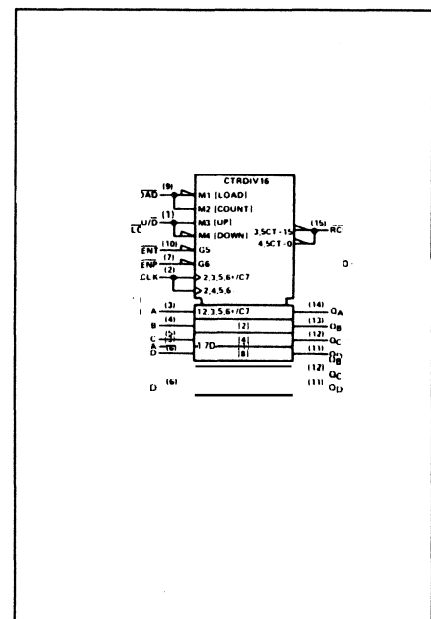 CTRDIV16
(9)
M1 [LOAD]
M2 [COUNT]
(1)
U/D M3 [UP]
M4 [DOWN]
3,5CT-15 (15) RC
4,5CT-0
(10)
ENT G5
(7)
ENP G6
(2)
CLK 2,3,5,6+/C7
2,4,5,6
(3) (14)
A 12,3,5,6+/C7 QA
(4) (13)
B [2] QB
(5) (12)
C [4] QC
(6) (11)
D 1 7D [8]
(12)
QC
(6) (11)
D QD